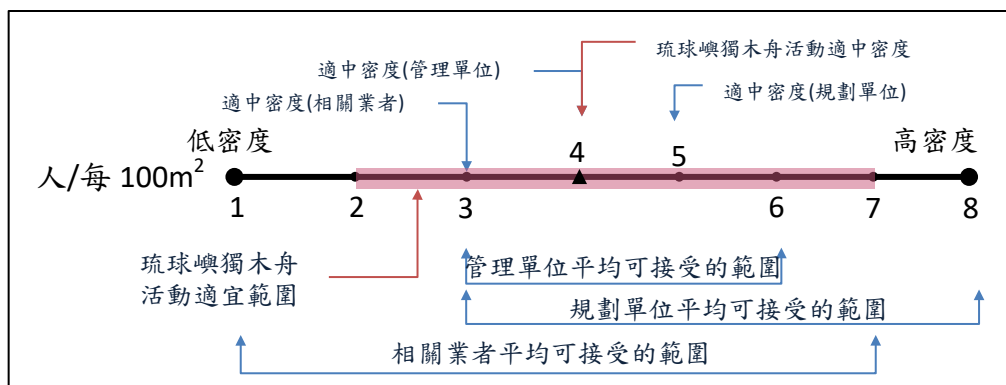 琉球嶼獨木舟活動適中密度
適中密度(管理單位)
適中密度(相關業者)
適中密度(規劃單位)
低密度
高密度
人/每 100m²
4
5
1
2
3
6
7
8
琉球嶼獨木舟
活動適宜範圍
管理單位平均可接受的範圍
規劃單位平均可接受的範圍
相關業者平均可接受的範圍